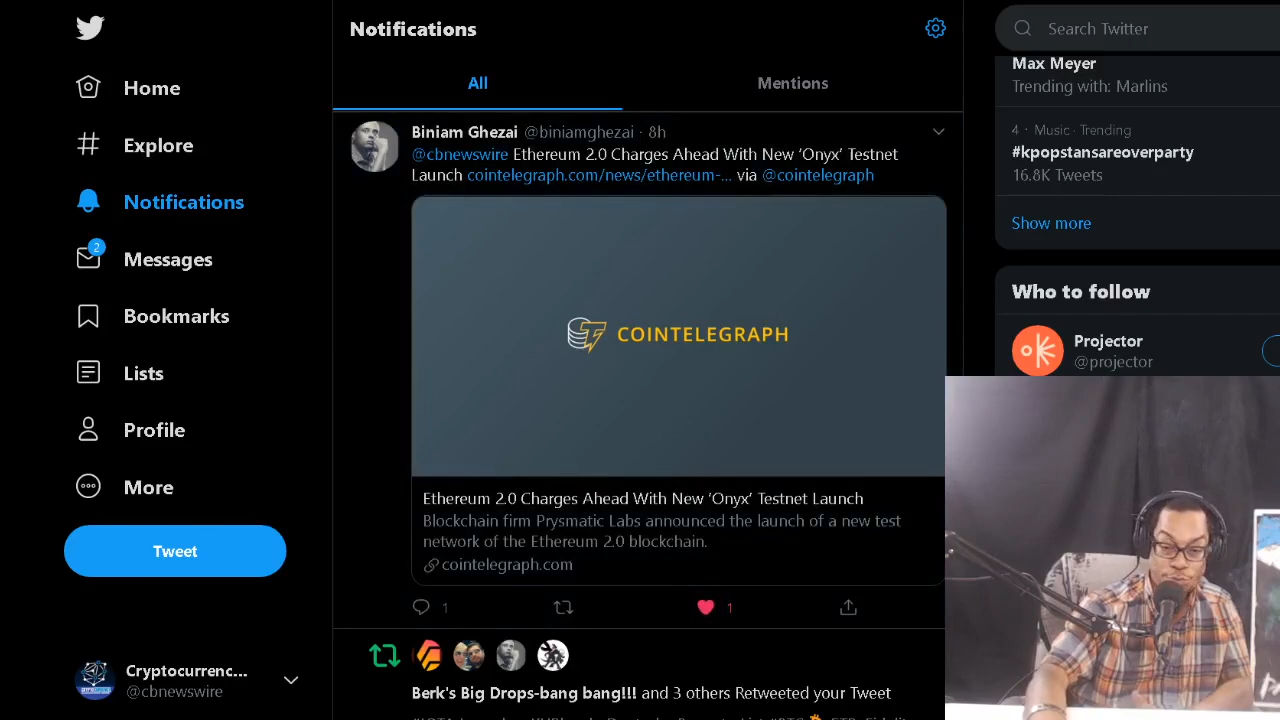 Home
Explore
Notifications
2
Messages
Bookmarks
Lists
Profile
More
Tweet
Cryptocurrenc...
@cbnewswire
Notifications
All
Mentions
Biniam Ghezai @biniamghezai · 8h
@cbnewswire Ethereum 2.0 Charges Ahead With New ‘Onyx’ Testnet
Launch cointelegraph.com/news/ethereum-... via @cointelegraph
COINTELEGRAPH
Ethereum 2.0 Charges Ahead With New ‘Onyx’ Testnet Launch
Blockchain firm Prysmatic Labs announced the launch of a new test
network of the Ethereum 2.0 blockchain.
cointelegraph.com
1
1
Berk's Big Drops-bang bang!!! and 3 others Retweeted your Tweet
Search Twitter
Max Meyer
Trending with: Marlins
4 · Music · Trending
#kpopstansareoverparty
16.8K Tweets
Show more
Who to follow
Projector
@projector